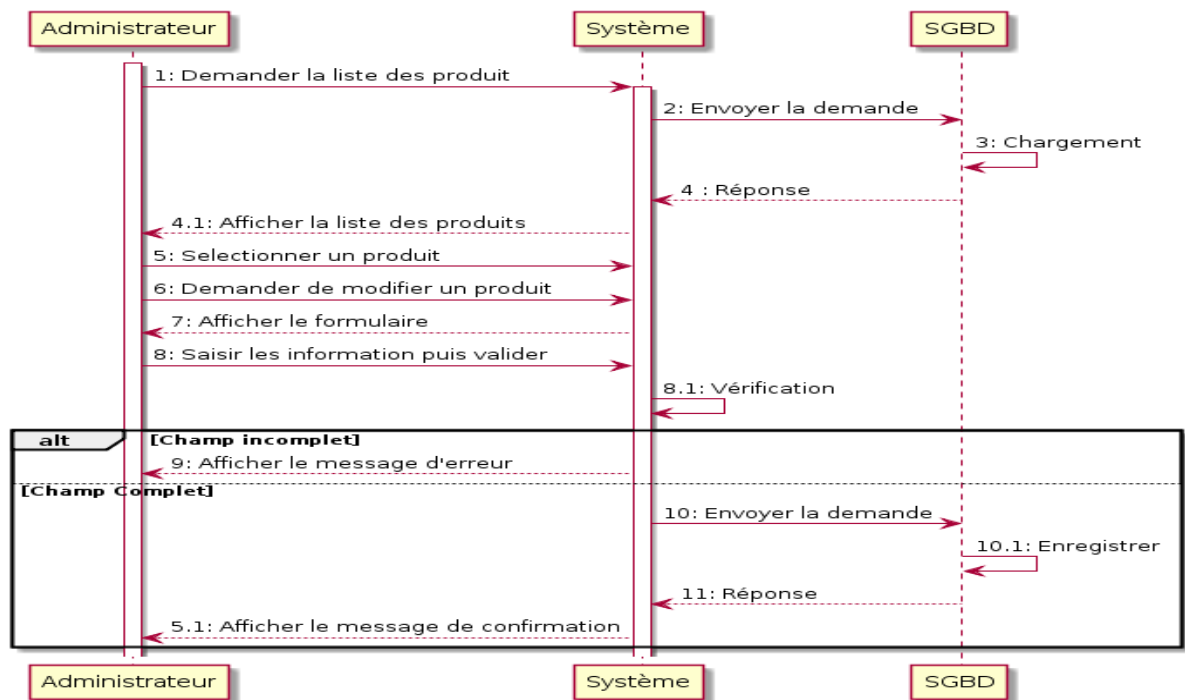 Administrateur
Système
SGBD
1: Demander la liste des produit
2: Envoyer la demande
3: Chargement
4 : Réponse
4.1: Afficher la liste des produits
5: Selectionner un produit
6: Demander de modifier un produit
7: Afficher le formulaire
8: Saisir les information puis valider
8.1: Vérification
alt
[Champ incomplet]
9: Afficher le message d'erreur
[Champ Complet]
10: Envoyer la demande
10.1: Enregistrer
11: Réponse
5.1: Afficher le message de confirmation
Administrateur
Système
SGBD